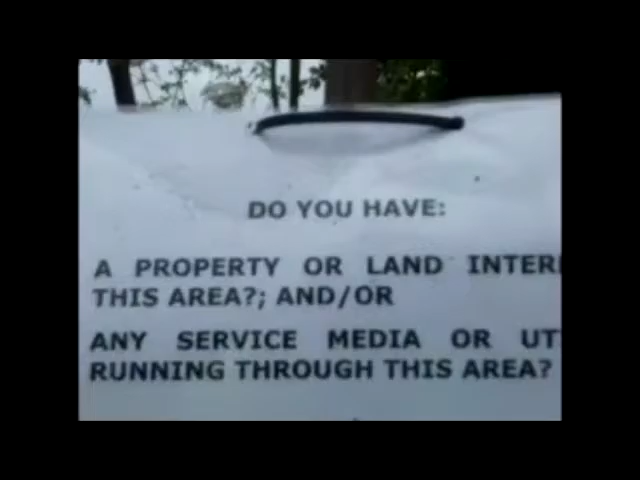 DO YOU HAVE:
A PROPERTY OR LAND
THIS AREA?; AND/OR
ANY SERVICE MEDIA OR
RUNNING THROUGH THIS AREA?